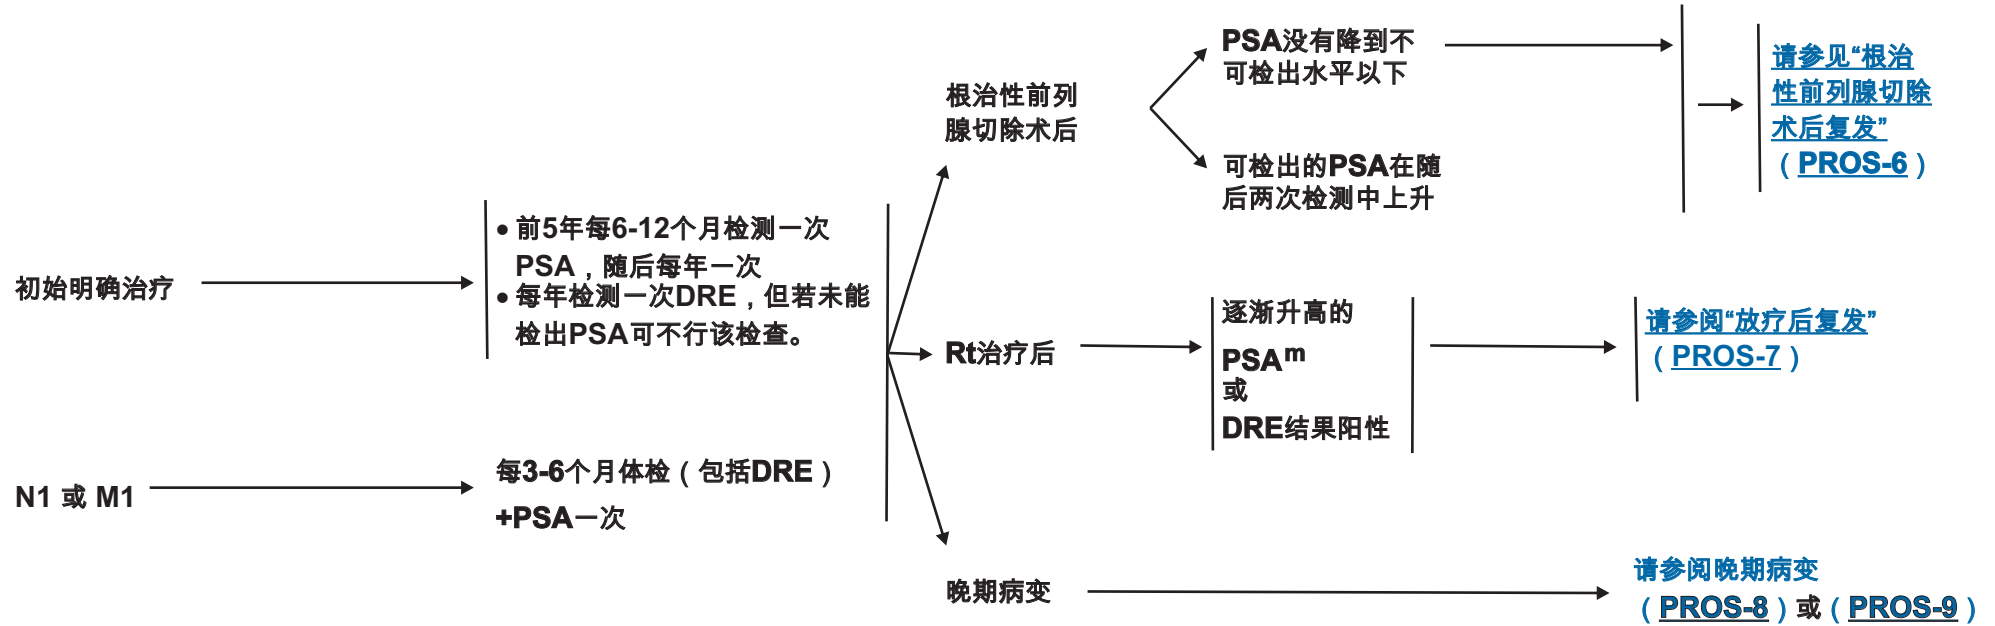 初始明确治疗
● 前5年每6-12个月检测一次
PSA，随后每年一次
● 每年检测一次DRE，但若未能
检出PSA可不行该检查。
N1 或 M1
每3-6个月体检（包括DRE）
+PSA一次
根治性前列
腺切除术后
PSA没有降到不
可检出水平以下
可检出的PSA在随
后两次检测中上升
请参见“根治
性前列腺切除
术后复发”
（PROS-6）
Rt治疗后
逐渐升高的
PSAᵐ
或
DRE结果阳性
请参阅“放疗后复发”
（PROS-7）
晚期病变
请参阅晚期病变
（PROS-8）或（PROS-9）